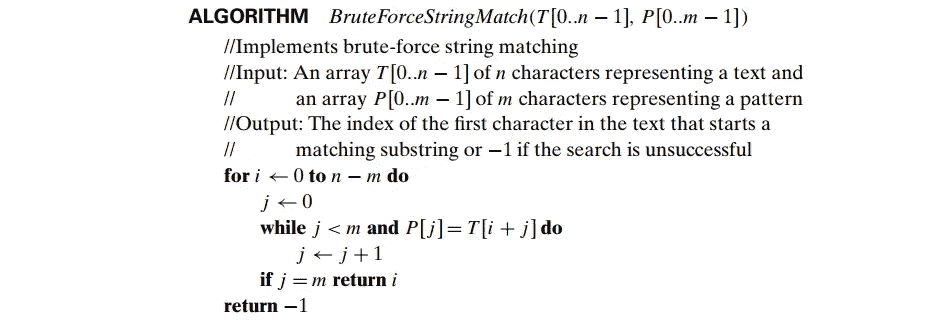 ALGORITHM BruteForceStringMatch(T[0..n − 1], P[0..m − 1])
//Implements brute-force string matching
//Input: An array T[0..n − 1] of n characters representing a text and
// an array P[0..m − 1] of m characters representing a pattern
//Output: The index of the first character in the text that starts a
// matching substring or −1 if the search is unsuccessful
for i ← 0 to n − m do
j ← 0
while j < m and P[j] = T[i + j] do
j ← j + 1
if j = m return i
return −1